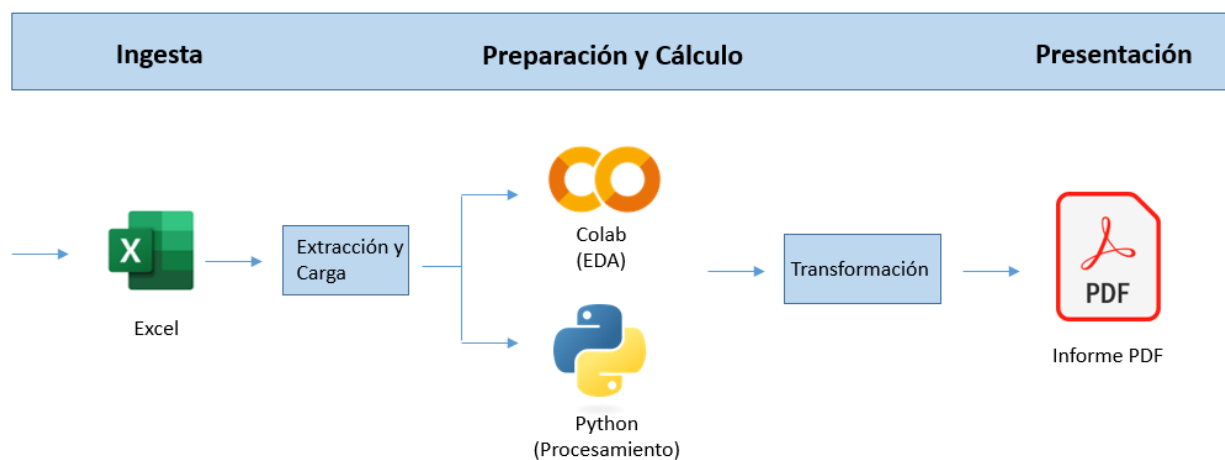 Ingesta
Preparación y Cálculo
Presentación
X
Excel
Extracción y
Carga
Colab
(EDA)
Python
(Procesamiento)
Transformación
PDF
Informe PDF